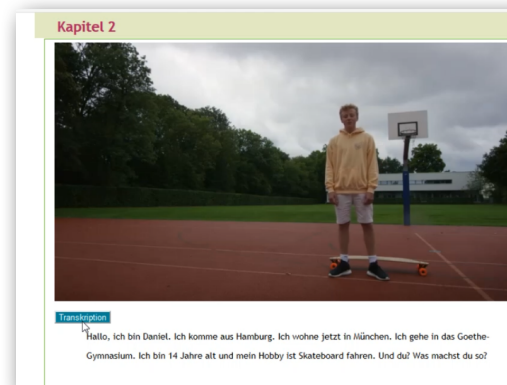 Kapitel 2
Transkription
Hallo, ich bin Daniel. Ich komme aus Hamburg. Ich wohne jetzt in München. Ich gehe in das Goethe-
Gymnasium. Ich bin 14 Jahre alt und mein Hobby ist Skateboard fahren. Und du? Was machst du so?